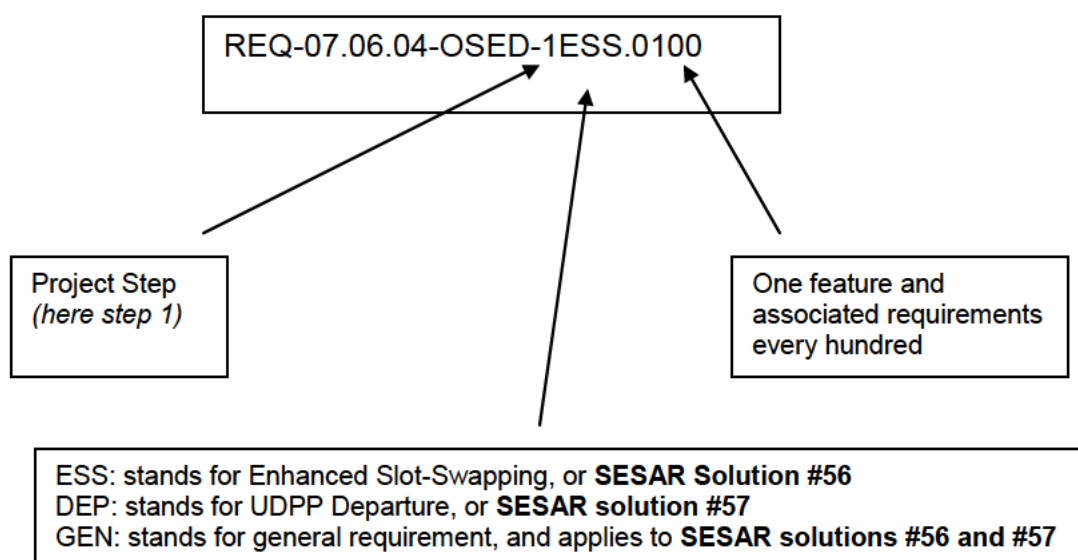 REQ-07.06.04-OSED-1ESS.0100
Project Step
(here step 1)
One feature and
associated requirements
every hundred
ESS: stands for Enhanced Slot-Swapping, or SESAR Solution #56
DEP: stands for UDPP Departure, or SESAR solution #57
GEN: stands for general requirement, and applies to SESAR solutions #56 and #57